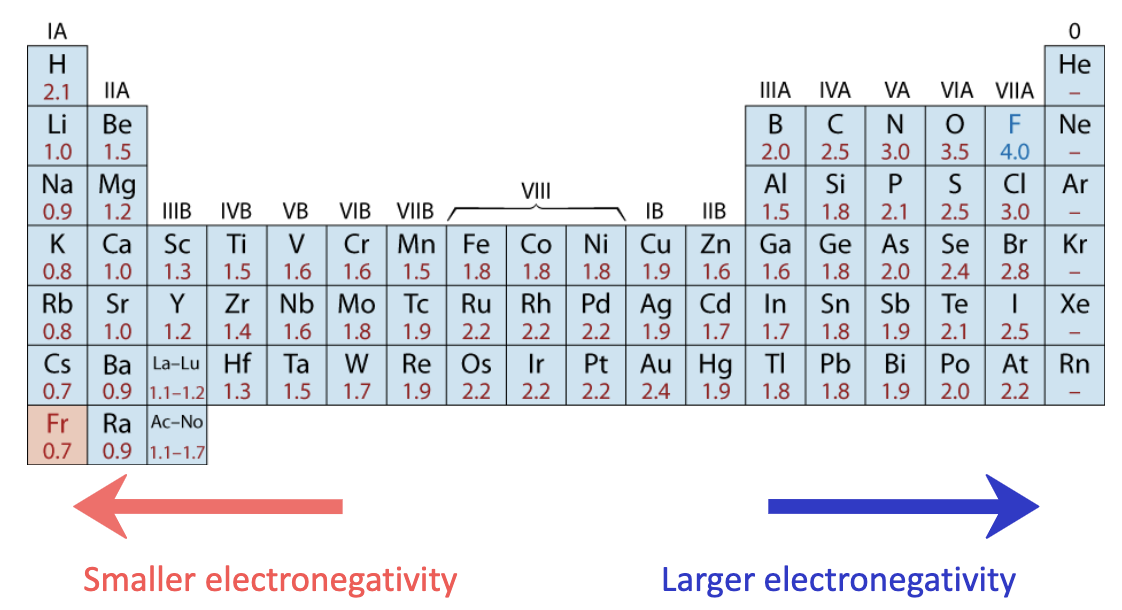 IA 0
H He
2.1 IIA IIIA IVA VA VIA VIIA –
Li Be B C N O F Ne
1.0 1.5 2.0 2.5 3.0 3.5 4.0 –
Na Mg VIII Al Si P S Cl Ar
0.9 1.2 IIIB IVB VB VIB VIIB IB IIB 1.5 1.8 2.1 2.5 3.0 –
K Ca Sc Ti V Cr Mn Fe Co Ni Cu Zn Ga Ge As Se Br Kr
0.8 1.0 1.3 1.5 1.6 1.6 1.5 1.8 1.8 1.8 1.9 1.6 1.6 1.8 2.0 2.4 2.8 –
Rb Sr Y Zr Nb Mo Tc Ru Rh Pd Ag Cd In Sn Sb Te I Xe
0.8 1.0 1.2 1.4 1.6 1.8 1.9 2.2 2.2 2.2 1.9 1.7 1.7 1.8 1.9 2.1 2.5 –
Cs Ba La–Lu Hf Ta W Re Os Ir Pt Au Hg Tl Pb Bi Po At Rn
0.7 0.9 1.1–1.2 1.3 1.5 1.7 1.9 2.2 2.2 2.2 2.4 1.9 1.8 1.8 1.9 2.0 2.2 –
Fr Ra Ac–No
0.7 0.9 1.1–1.7
Smaller electronegativity Larger electronegativity